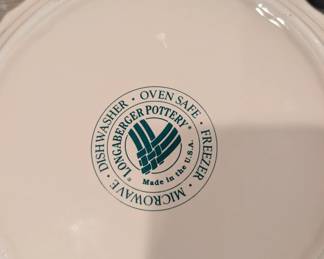 DISHWASHER · OVEN SAFE · FREEZER · MICROWAVE ·
LONGABERGER POTTERY®
Made in the U.S.A.